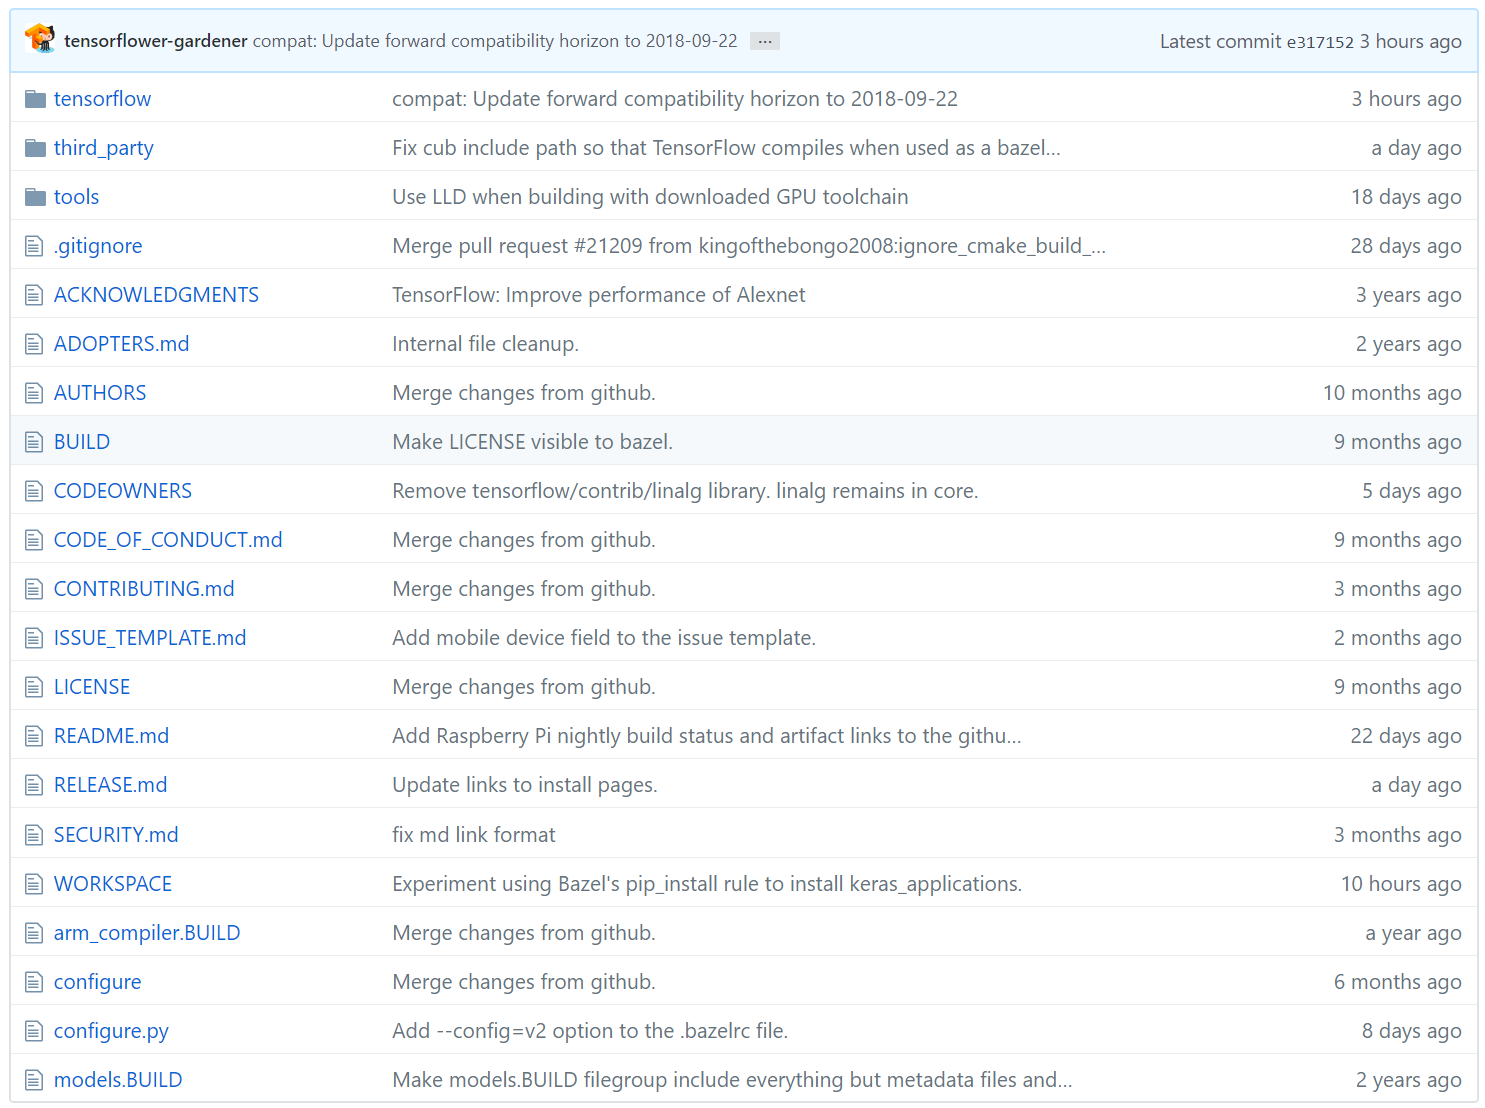 tensorflower-gardener compat: Update forward compatibility horizon to 2018-09-22 ... Latest commit e317152 3 hours ago
tensorflow compat: Update forward compatibility horizon to 2018-09-22 3 hours ago
third_party Fix cub include path so that TensorFlow compiles when used as a bazel... a day ago
tools Use LLD when building with downloaded GPU toolchain 18 days ago
.gitignore Merge pull request #21209 from kingofthebongo2008:ignore_cmake_build_... 28 days ago
ACKNOWLEDGMENTS TensorFlow: Improve performance of Alexnet 3 years ago
ADOPTERS.md Internal file cleanup. 2 years ago
AUTHORS Merge changes from github. 10 months ago
BUILD Make LICENSE visible to bazel. 9 months ago
CODEOWNERS Remove tensorflow/contrib/linalg library. linalg remains in core. 5 days ago
CODE_OF_CONDUCT.md Merge changes from github. 9 months ago
CONTRIBUTING.md Merge changes from github. 3 months ago
ISSUE_TEMPLATE.md Add mobile device field to the issue template. 2 months ago
LICENSE Merge changes from github. 9 months ago
README.md Add Raspberry Pi nightly build status and artifact links to the githu... 22 days ago
RELEASE.md Update links to install pages. a day ago
SECURITY.md fix md link format 3 months ago
WORKSPACE Experiment using Bazel's pip_install rule to install keras_applications. 10 hours ago
arm_compiler.BUILD Merge changes from github. a year ago
configure Merge changes from github. 6 months ago
configure.py Add --config=v2 option to the .bazelrc file. 8 days ago
models.BUILD Make models.BUILD filegroup include everything but metadata files and... 2 years ago